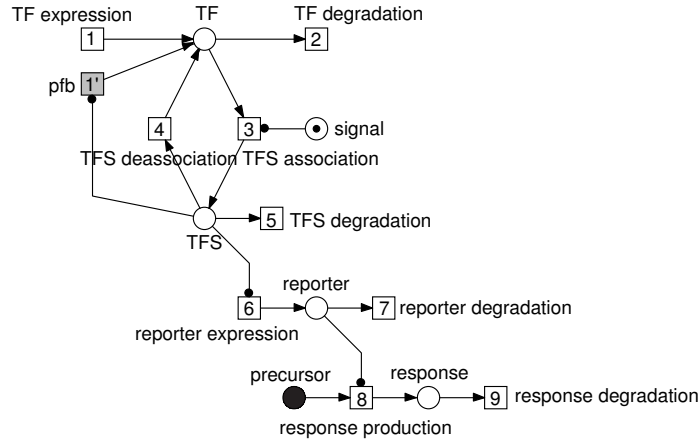 TF expression TF TF degradation
1 2
pfb 1'
4 3 signal
TFS deassociation TFS association
5 TFS degradation
TFS
reporter
6 7 reporter degradation
reporter expression
precursor response
8 9 response degradation
response production